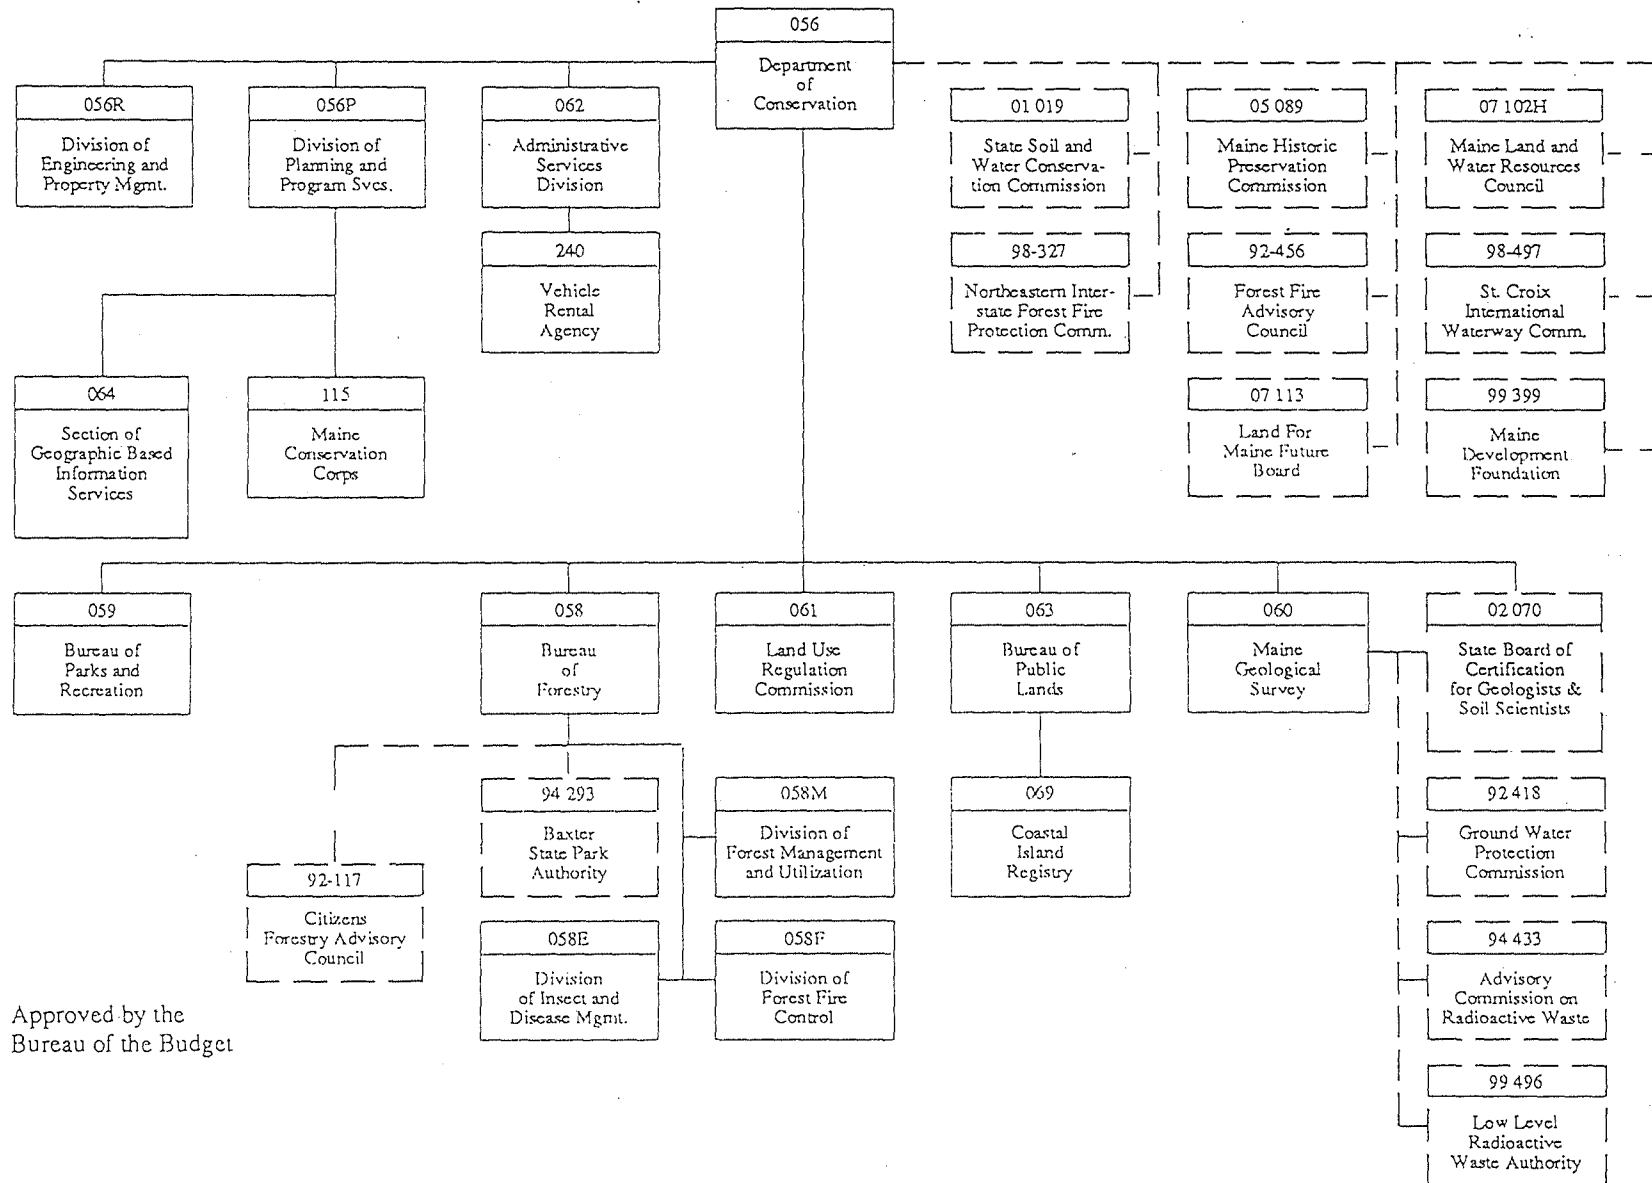 056
Department
of
Conservation
056R
Division of
Engineering and
Property Mgmt.
056P
Division of
Planning and
Program Svcs.
062
Administrative
Services
Division
240
Vehicle
Rental
Agency
064
Section of
Geographic Based
Information
Services
115
Maine
Conservation
Corps
01 019
State Soil and
Water Conserva-
tion Commission
05 089
Maine Historic
Preservation
Commission
07 102H
Maine Land and
Water Resources
Council
98-327
Northeastern Inter-
state Forest Fire
Protection Comm.
92-456
Forest Fire
Advisory
Council
98-497
St. Croix
International
Waterway Comm.
07 113
Land For
Maine Future
Board
99 399
Maine
Development
Foundation
059
Bureau of
Parks and
Recreation
058
Bureau
of
Forestry
061
Land Use
Regulation
Commission
063
Bureau of
Public
Lands
060
Maine
Geological
Survey
02 070
State Board of
Certification
for Geologists &
Soil Scientists
94 293
Baxter
State Park
Authority
058M
Division of
Forest Management
and Utilization
069
Coastal
Island
Registry
92 418
Ground Water
Protection
Commission
92-117
Citizens
Forestry Advisory
Council
058E
Division
of Insect and
Disease Mgmt.
058F
Division of
Forest Fire
Control
94 433
Advisory
Commission on
Radioactive Waste
99 496
Low Level
Radioactive
Waste Authority
Approved by the
Bureau of the Budget